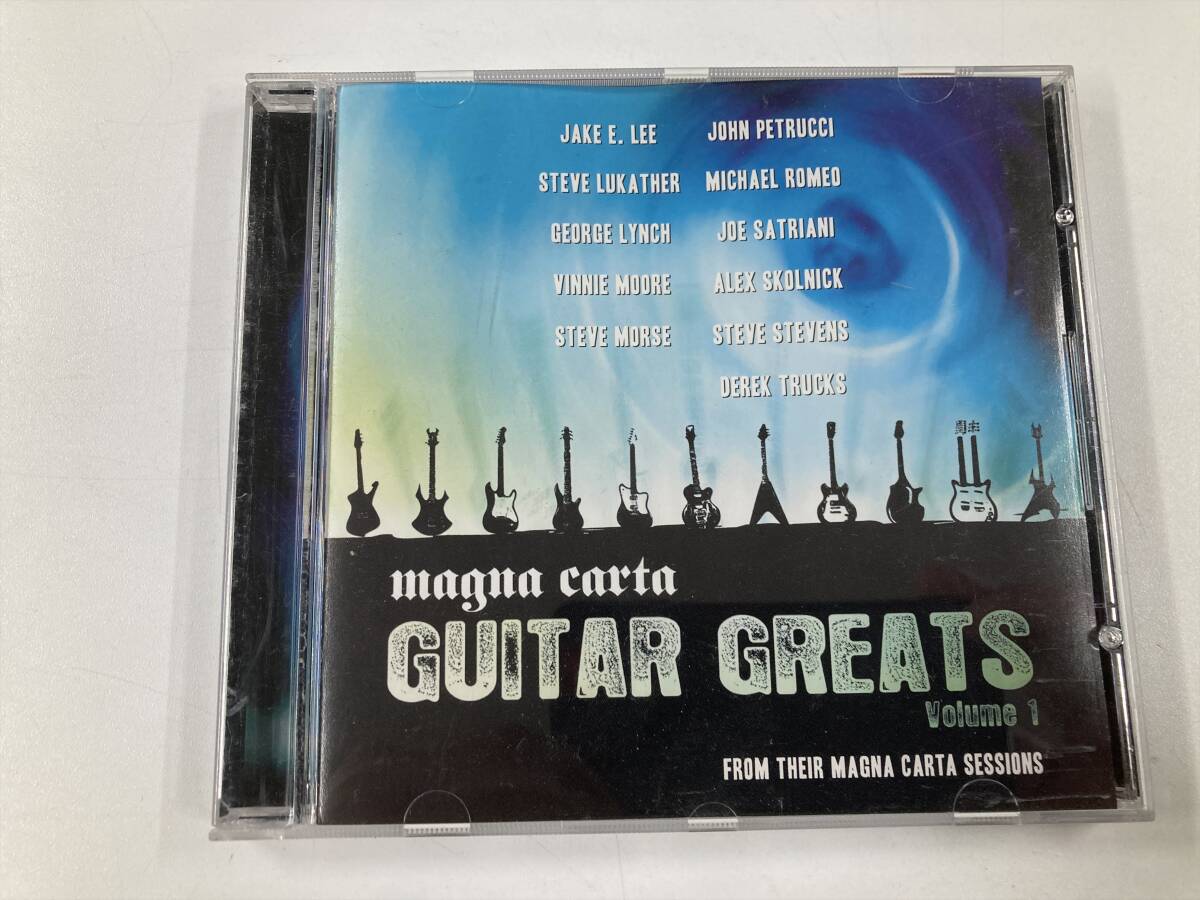 JAKE E. LEE JOHN PETRUCCI
STEVE LUKATHER MICHAEL ROMEO
GEORGE LYNCH JOE SATRIANI
VINNIE MOORE ALEX SKOLNICK
STEVE MORSE STEVE STEVENS
DEREK TRUCKS
magna carta
GUITAR GREATS
Volume 1
FROM THEIR MAGNA CARTA SESSIONS